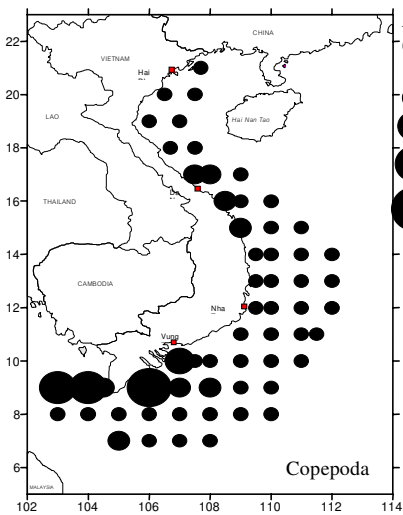 22
CHINA
VIETNAM
Hai
20
LAO
Hai Nan Tao
18
THAILAND
16
14
CAMBODIA
Nha
12
Vung
10
8
6
Copepoda
MALAYSIA
102 104 106 108 110 112 114